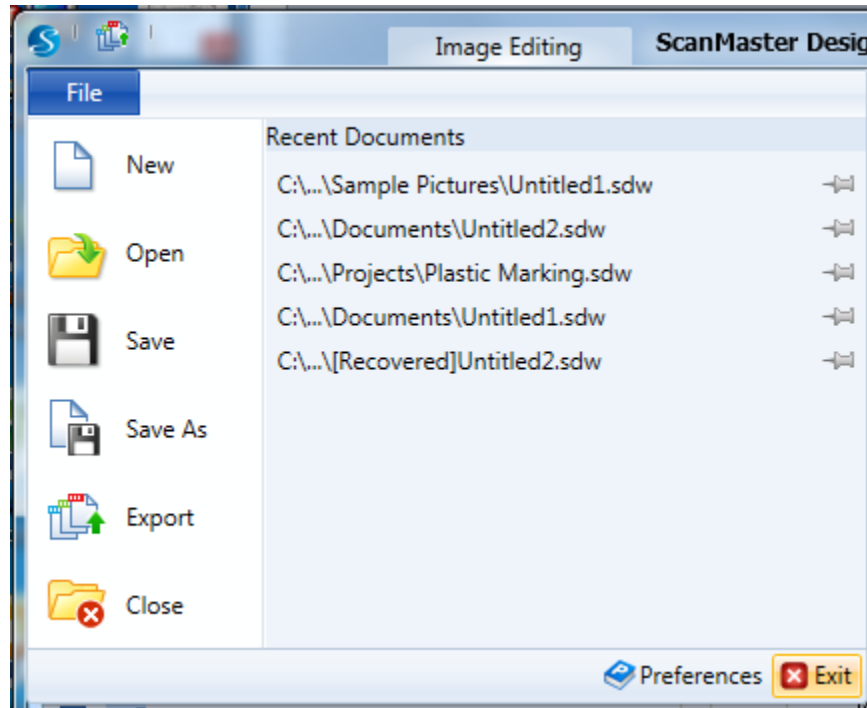 Image Editing
ScanMaster Desig
File
New
Open
Save
Save As
Export
Close
Recent Documents
C:\...\Sample Pictures\Untitled1.sdw
C:\...\Documents\Untitled2.sdw
C:\...\Projects\Plastic Marking.sdw
C:\...\Documents\Untitled1.sdw
C:\...\[Recovered]Untitled2.sdw
Preferences
Exit